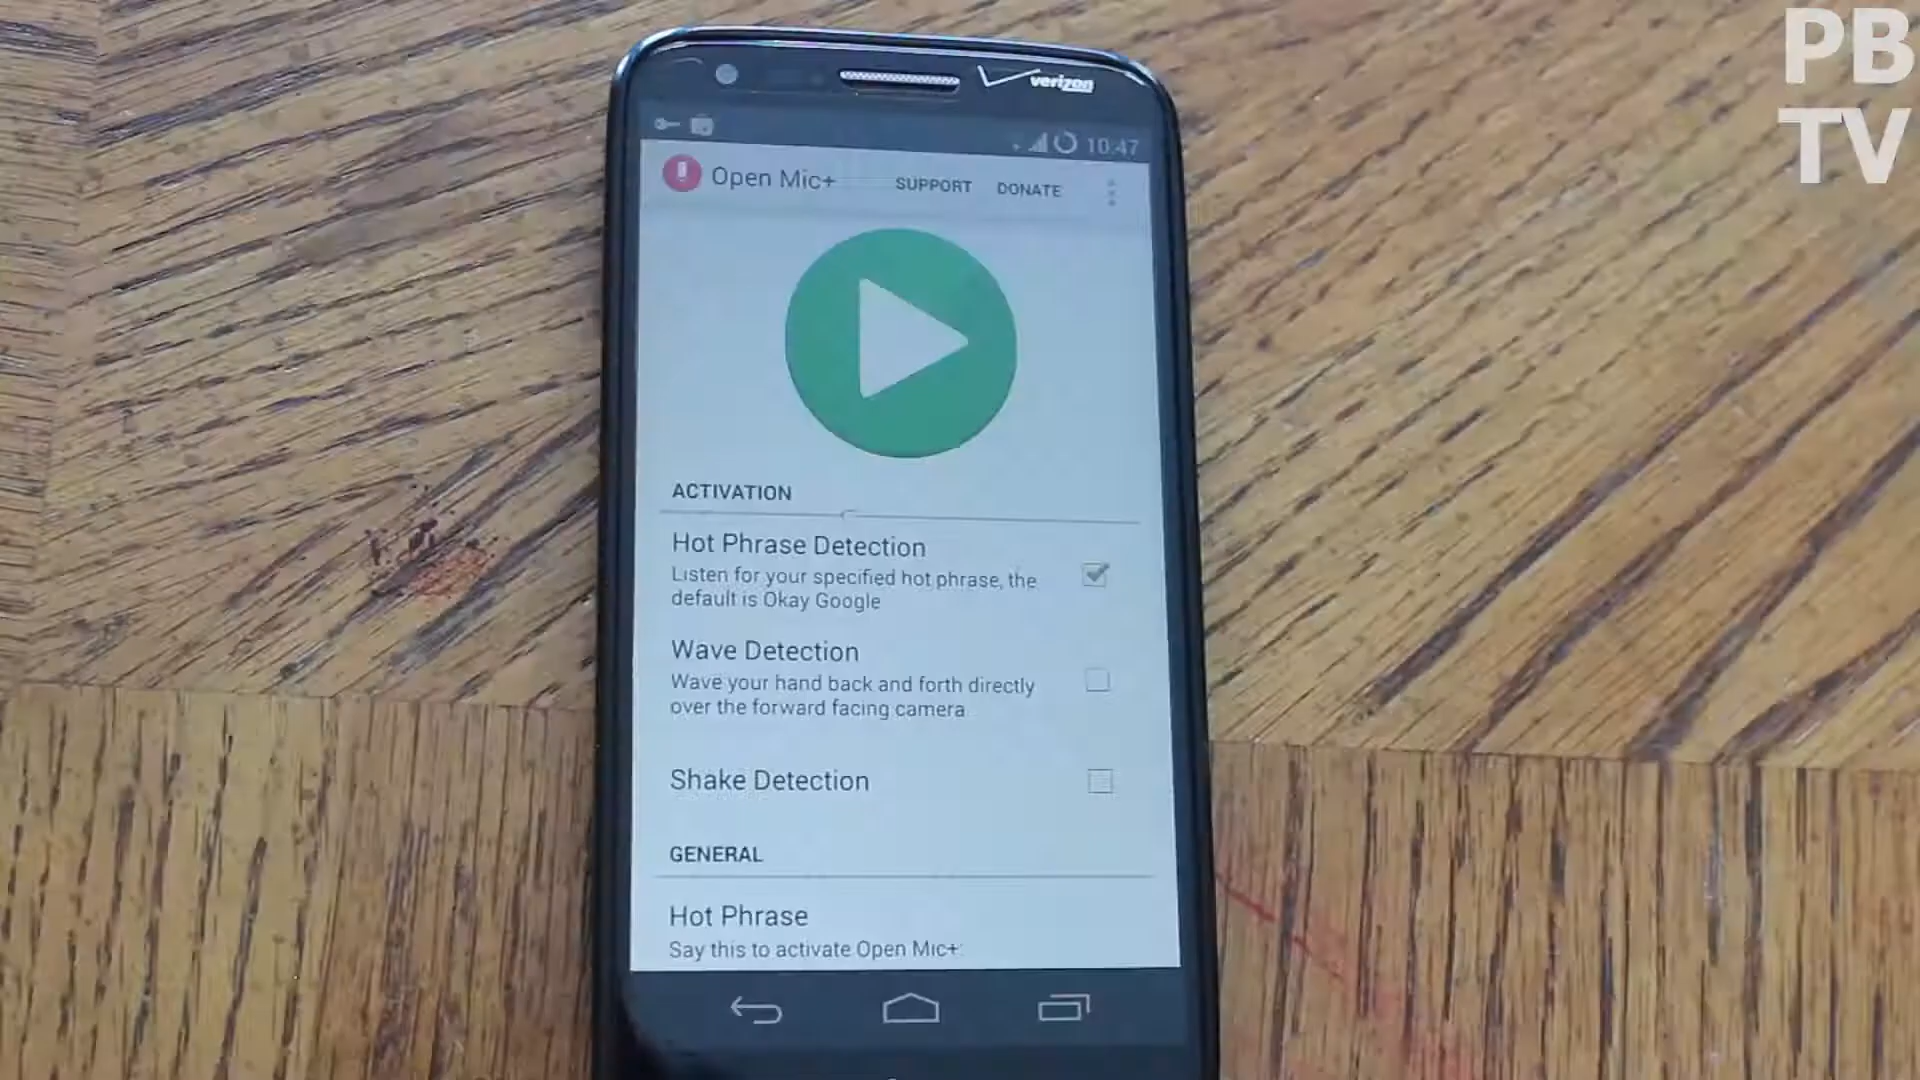 PB
TV
verizon
10:47
Open Mic+
SUPPORT
DONATE
ACTIVATION
Hot Phrase Detection
Listen for your specified hot phrase, the
default is Okay Google
Wave Detection
Wave your hand back and forth directly
over the forward facing camera
Shake Detection
GENERAL
Hot Phrase
Say this to activate Open Mic+: